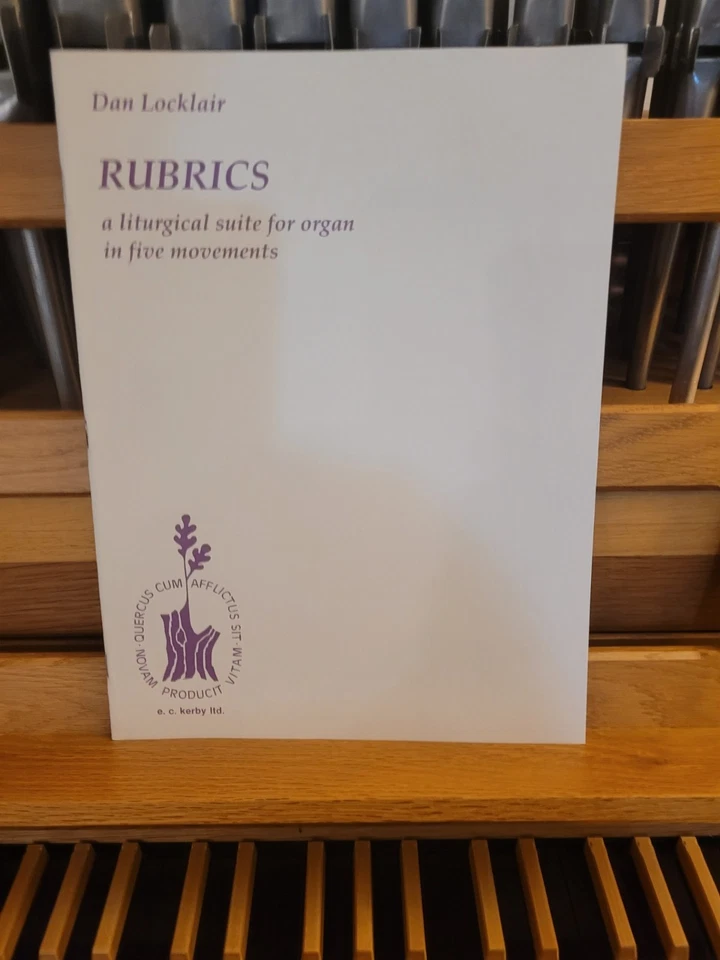 Dan Locklair
RUBRICS
a liturgical suite for organ
in five movements
QUERCUS CUM AFFLICTUS SIT · NOVAM PRODUCIT VITAM ·
e. c. kerby ltd.